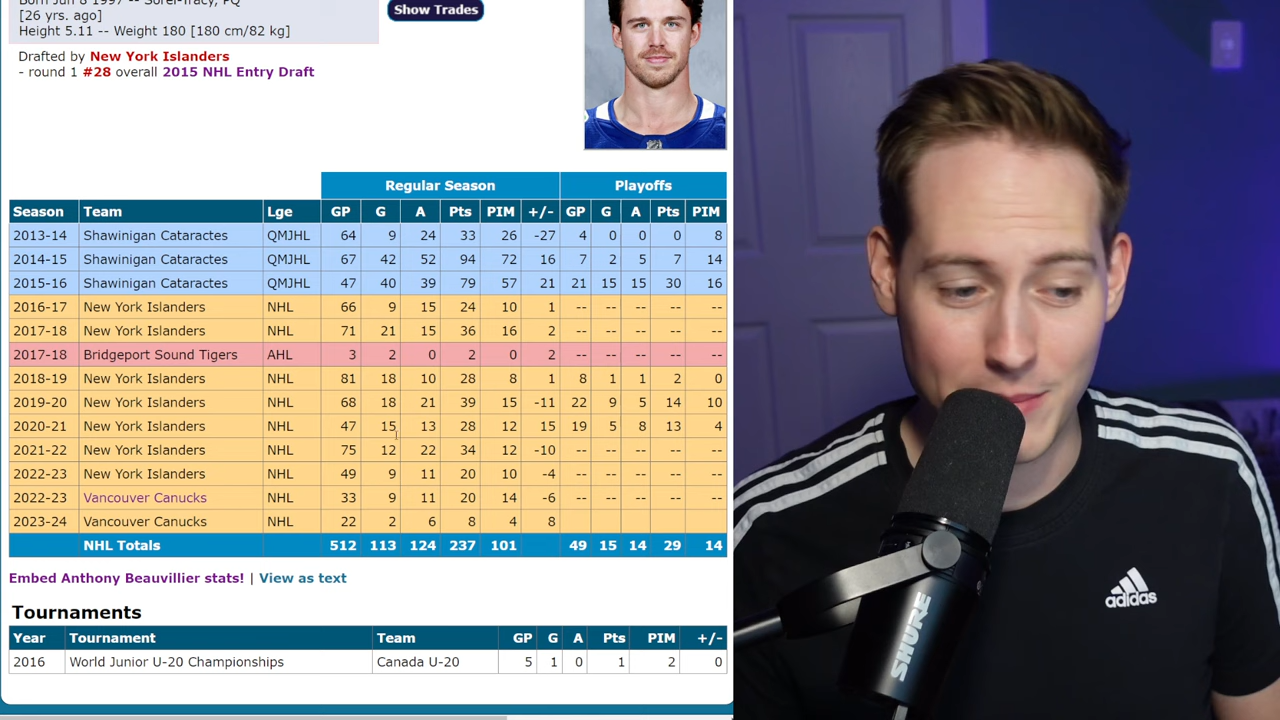 Born Jun 8 1997 -- Sorel-Tracy, PQ
[26 yrs. ago]
Height 5.11 -- Weight 180 [180 cm/82 kg]
Show Trades
Drafted by New York Islanders
- round 1 #28 overall 2015 NHL Entry Draft
Regular Season Playoffs
Season Team Lge GP G A Pts PIM +/- GP G A Pts PIM
2013-14 Shawinigan Cataractes QMJHL 64 9 24 33 26 -27 4 0 0 0 8
2014-15 Shawinigan Cataractes QMJHL 67 42 52 94 72 16 7 2 5 7 14
2015-16 Shawinigan Cataractes QMJHL 47 40 39 79 57 21 21 15 15 30 16
2016-17 New York Islanders NHL 66 9 15 24 10 1 -- -- -- -- --
2017-18 New York Islanders NHL 71 21 15 36 16 2 -- -- -- -- --
2017-18 Bridgeport Sound Tigers AHL 3 2 0 2 0 2 -- -- -- -- --
2018-19 New York Islanders NHL 81 18 10 28 8 1 8 1 1 2 0
2019-20 New York Islanders NHL 68 18 21 39 15 -11 22 9 5 14 10
2020-21 New York Islanders NHL 47 15 13 28 12 15 19 5 8 13 4
2021-22 New York Islanders NHL 75 12 22 34 12 -10 -- -- -- -- --
2022-23 New York Islanders NHL 49 9 11 20 10 -4 -- -- -- -- --
2022-23 Vancouver Canucks NHL 33 9 11 20 14 -6 -- -- -- -- --
2023-24 Vancouver Canucks NHL 22 2 6 8 4 8
NHL Totals 512 113 124 237 101 49 15 14 29 14
Embed Anthony Beauvillier stats! | View as text
Tournaments
Year Tournament Team GP G A Pts PIM +/-
2016 World Junior U-20 Championships Canada U-20 5 1 0 1 2 0
SHURE
adidas